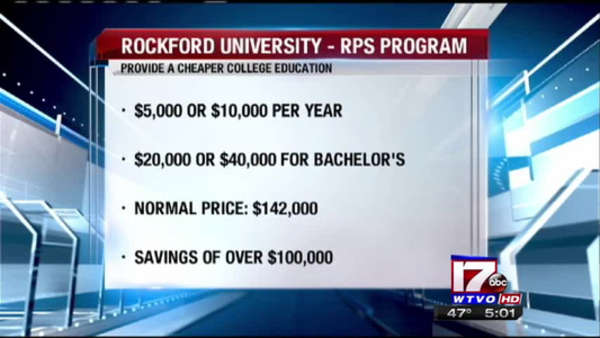 ROCKFORD UNIVERSITY - RPS PROGRAM
PROVIDE A CHEAPER COLLEGE EDUCATION
· $5,000 OR $10,000 PER YEAR
· $20,000 OR $40,000 FOR BACHELOR'S
· NORMAL PRICE: $142,000
· SAVINGS OF OVER $100,000
17 abc
WTVO HD
47° 5:01